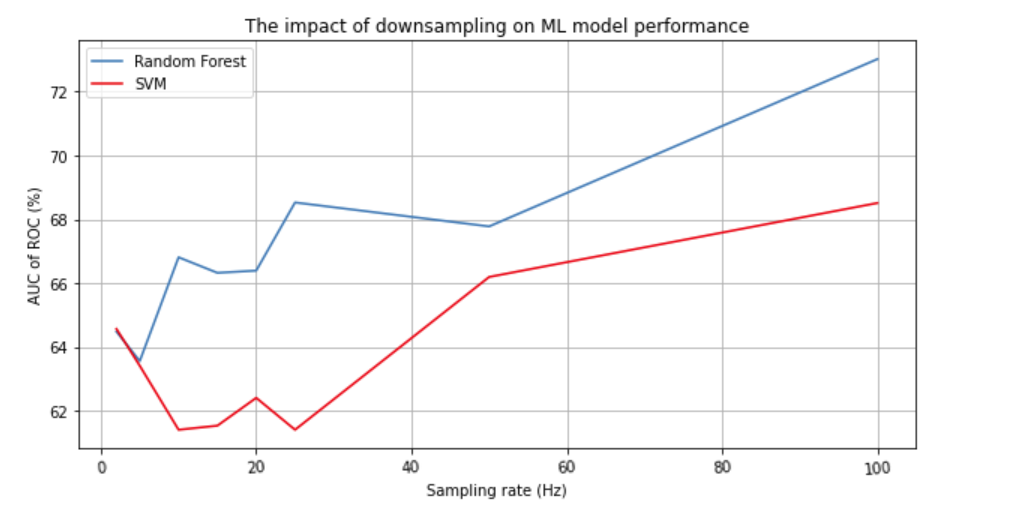 The impact of downsampling on ML model performance
Random Forest
SVM
AUC of ROC (%)
72
70
68
66
64
62
0 20 40 60 80 100
Sampling rate (Hz)